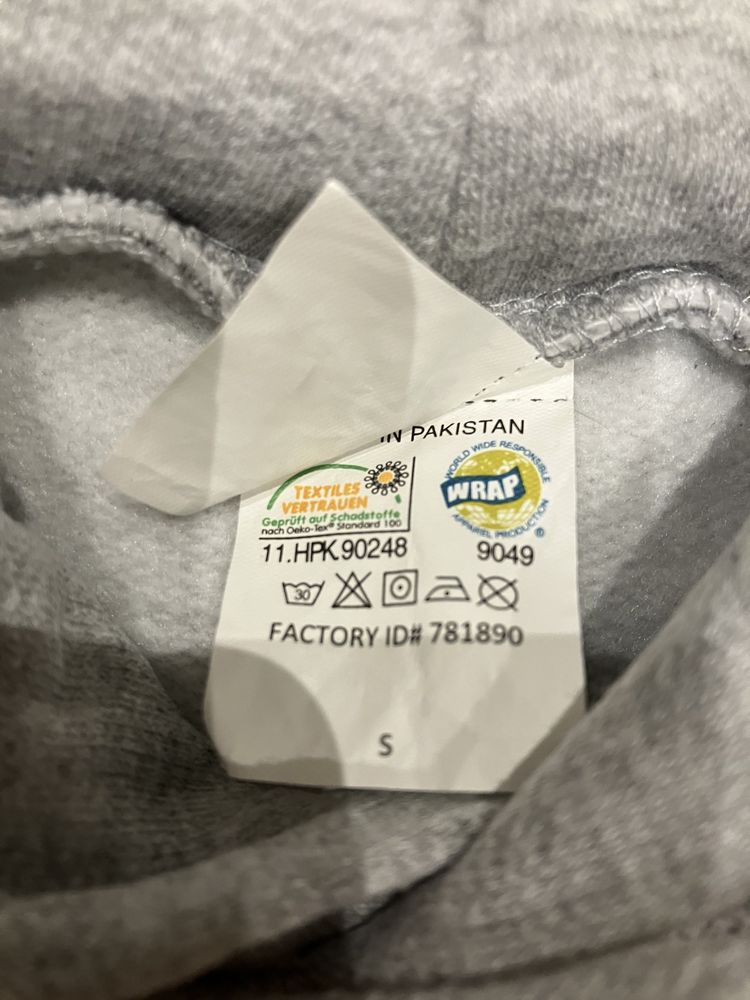 IN PAKISTAN
TEXTILES
VERTRAUEN
Geprüft auf Schadstoffe
nach Oeko-Tex® Standard 100
WORLD WIDE RESPONSIBLE
WRAP
APPAREL PRODUCTION
®
11.HPK.90248 9049
30
FACTORY ID# 781890
S